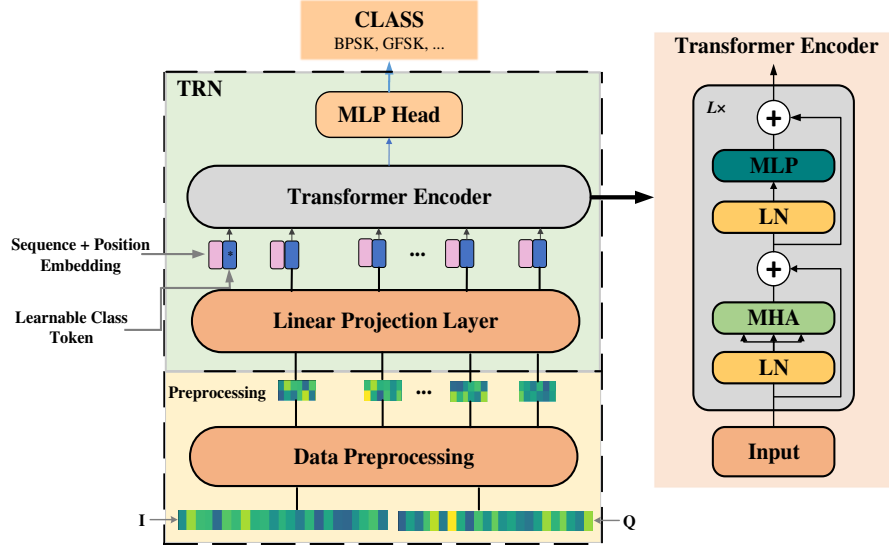 CLASS
BPSK, GFSK, ...
TRN
MLP Head
Transformer Encoder
Sequence + Position
Embedding
*
...
Learnable Class
Token
Linear Projection Layer
Preprocessing
...
Data Preprocessing
I
Q
Transformer Encoder
L×
+
MLP
LN
+
MHA
LN
Input